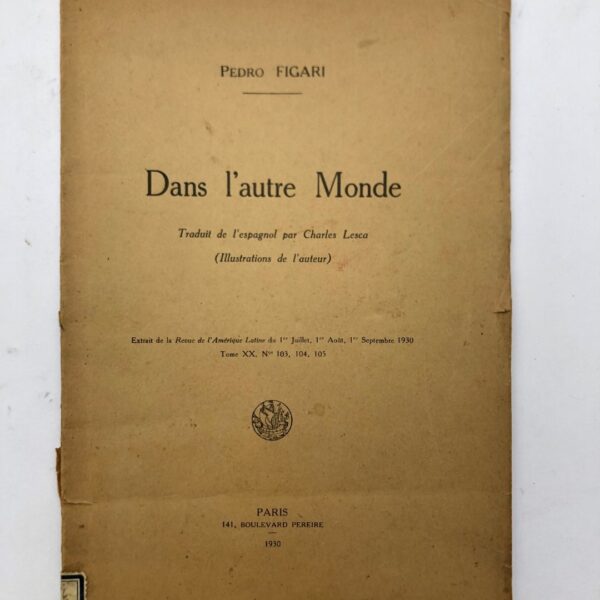 PEDRO FIGARI
Dans l'autre Monde
Traduit de l'espagnol par Charles Lesca
(Illustrations de l'auteur)
Extrait de la Revue de l'Amérique Latine du 1er Juillet, 1er Août, 1er Septembre 1930
Tome XX, Nos 103, 104, 105
PARIS
141, BOULEVARD PEREIRE
1930